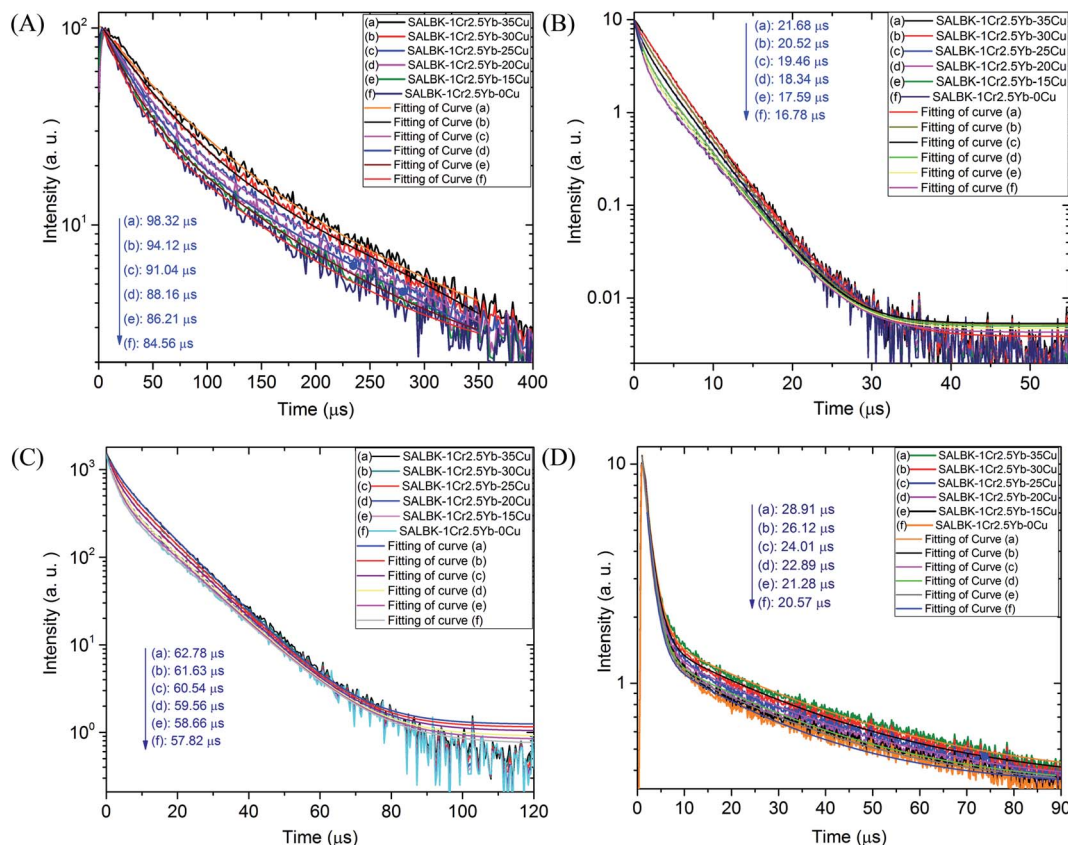 (A)
(a) SALBK-1Cr2.5Yb-35Cu
(b) SALBK-1Cr2.5Yb-30Cu
(c) SALBK-1Cr2.5Yb-25Cu
(d) SALBK-1Cr2.5Yb-20Cu
(e) SALBK-1Cr2.5Yb-15Cu
(f) SALBK-1Cr2.5Yb-0Cu
Fitting of curve (a)
Fitting of Curve (b)
Fitting of Curve (c)
Fitting of Curve (d)
Fitting of Curve (e)
Fitting of Curve (f)
(a): 98.32 μs
(b): 94.12 μs
(c): 91.04 μs
(d): 88.16 μs
(e): 86.21 μs
(f): 84.56 μs
10²
10¹
Intensity (a. u.)
0 50 100 150 200 250 300 350 400
Time (μs)
(B)
(a) SALBK-1Cr2.5Yb-35Cu
(b) SALBK-1Cr2.5Yb-30Cu
(c) SALBK-1Cr2.5Yb-25Cu
(d) SALBK-1Cr2.5Yb-20Cu
(e) SALBK-1Cr2.5Yb-15Cu
(f) SALBK-1Cr2.5Yb-0Cu
Fitting of curve (a)
Fitting of curve (b)
Fitting of curve (c)
Fitting of curve (d)
Fitting of curve (e)
Fitting of curve (f)
(a): 21.68 μs
(b): 20.52 μs
(c): 19.46 μs
(d): 18.34 μs
(e): 17.59 μs
(f): 16.78 μs
10
1
0.1
0.01
Intensity (a. u.)
0 10 20 30 40 50
Time (μs)
(C)
(a) SALBK-1Cr2.5Yb-35Cu
(b) SALBK-1Cr2.5Yb-30Cu
(c) SALBK-1Cr2.5Yb-25Cu
(d) SALBK-1Cr2.5Yb-20Cu
(e) SALBK-1Cr2.5Yb-15Cu
(f) SALBK-1Cr2.5Yb-0Cu
Fitting of curve (a)
Fitting of curve (b)
Fitting of curve (c)
Fitting of curve (d)
Fitting of curve (e)
Fitting of curve (f)
(a): 62.78 μs
(b): 61.63 μs
(c): 60.54 μs
(d): 59.56 μs
(e): 58.66 μs
(f): 57.82 μs
10³
10²
10¹
10⁰
Intensity (a. u.)
0 20 40 60 80 100 120
Time (μs)
(D)
(a) SALBK-1Cr2.5Yb-35Cu
(b) SALBK-1Cr2.5Yb-30Cu
(c) SALBK-1Cr2.5Yb-25Cu
(d) SALBK-1Cr2.5Yb-20Cu
(e) SALBK-1Cr2.5Yb-15Cu
(f) SALBK-1Cr2.5Yb-0Cu
Fitting of Curve (a)
Fitting of Curve (b)
Fitting of Curve (c)
Fitting of Curve (d)
Fitting of Curve (e)
Fitting of Curve (f)
(a): 28.91 μs
(b): 26.12 μs
(c): 24.01 μs
(d): 22.89 μs
(e): 21.28 μs
(f): 20.57 μs
10
1
Intensity (a. u.)
0 10 20 30 40 50 60 70 80 90
Time (μs)